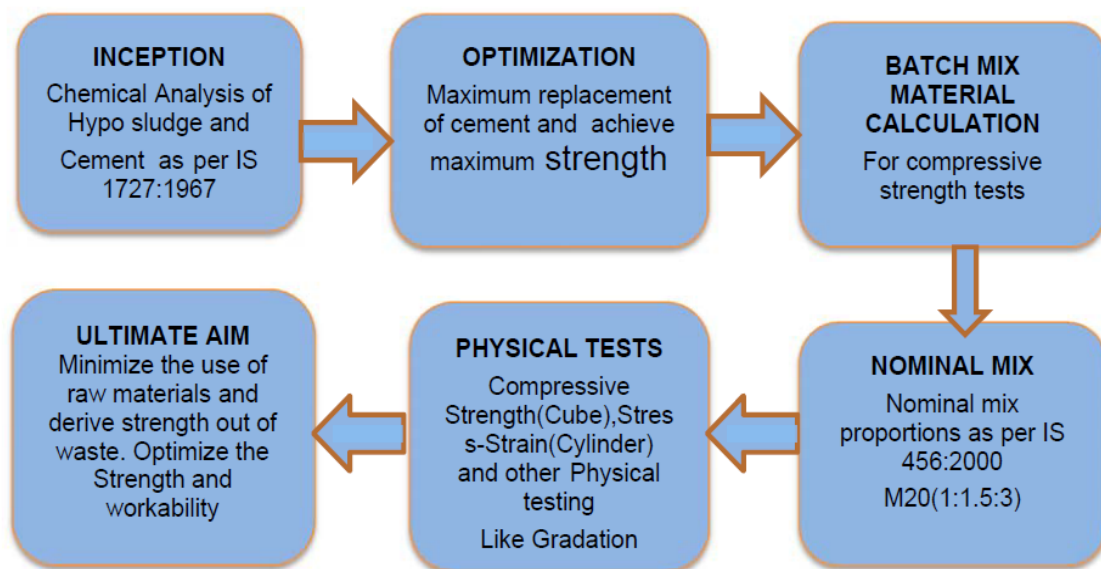 INCEPTION
Chemical Analysis of
Hypo sludge and
Cement as per IS
1727:1967
OPTIMIZATION
Maximum replacement
of cement and achieve
maximum strength
BATCH MIX
MATERIAL
CALCULATION
For compressive
strength tests
NOMINAL MIX
Nominal mix
proportions as per IS
456:2000
M20(1:1.5:3)
PHYSICAL TESTS
Compressive
Strength(Cube),Stres
s-Strain(Cylinder)
and other Physical
testing
Like Gradation
ULTIMATE AIM
Minimize the use of
raw materials and
derive strength out of
waste. Optimize the
Strength and
workability